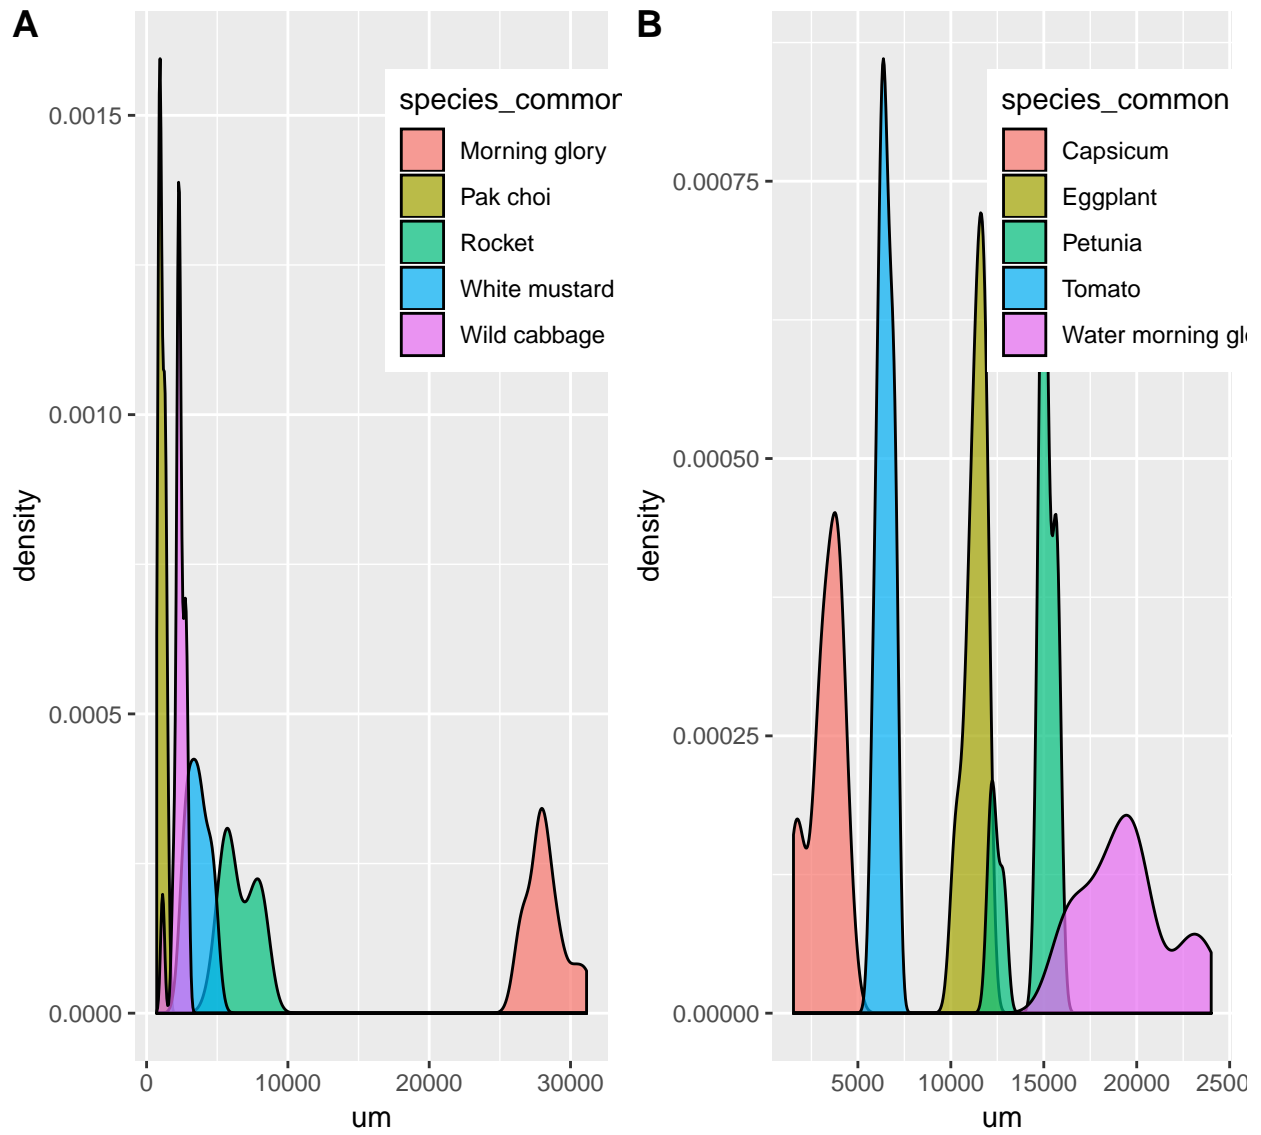 A
density
0.0015
0.0010
0.0005
0.0000
0
10000
20000
30000
um
species_common
Morning glory
Pak choi
Rocket
White mustard
Wild cabbage
B
density
0.00075
0.00050
0.00025
0.00000
5000
10000
15000
20000
2500
um
species_common
Capsicum
Eggplant
Petunia
Tomato
Water morning gl